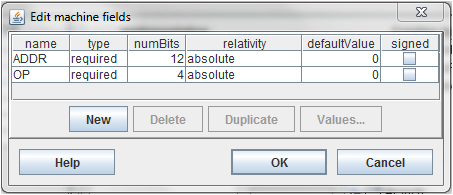 Edit machine fields
name type numBits relativity defaultValue signed
ADDR required 12 absolute 0
OP required 4 absolute 0
New Delete Duplicate Values...
Help OK Cancel